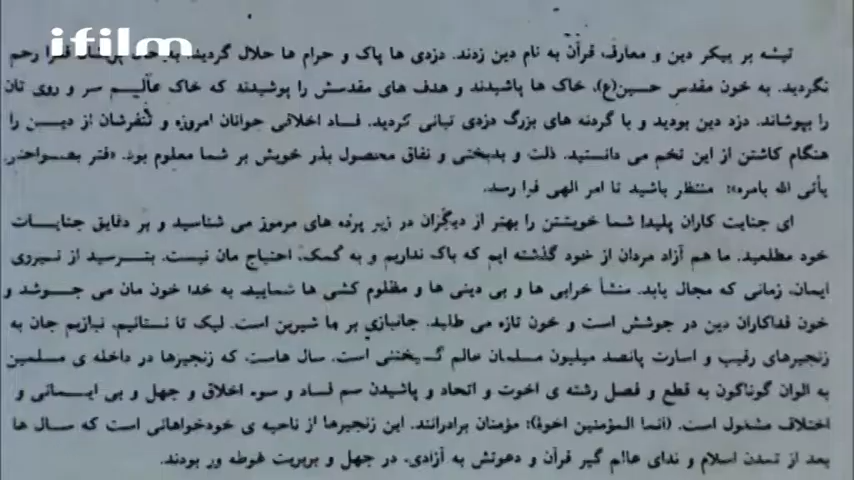 ifilm
تیشه بر پیکر دین و معارف قرآن به نام دین زدند. دزدی ها پاک و حرام ها حلال گردید. رحم
نگردید. به خون مقدس حسین(ع)، خاک ها پاشیدند و هدف های مقدسش را پوشیدند که خاک عالیم سر و روی تان
را بپوشاند. دزد دین بودید و با گردنه های بزرگ دزدی تبانی کردید. فساد اخلاقی جوانان امروزه و تنفرشان از دین را
هنگام کاشتن از این تخم می دانستید. ذلت و بدبختی و نفاق محصول بذر خویش بر شما معلوم بود.
یأتی الله بامره»: منتظر باشید تا امر الهی فرا رسد.
ای جنایت کاران پلید! شما خویشتن را بهتر از دیگران در زیر پرده های مرموز می شناسید و بر دقایق جنایات
خود مطلعید. ما هم آزاد مردان از خود گذشته ایم که باک نداریم و به کمک، احتیاج مان نیست. بترسید از نیروی
ایمان، زمانی که مجال یابد. منشأ خرابی ها و بی دینی ها و مظلوم کشی ها شمایید، به خدا خون مان می جوشد و
خون فداکاران دین در جوشش است و خون تازه می طلبد. جانبازی بر ما شیرین است. لیک تا نستانیم، نبازیم جان به
زنجیرهای رقیب و اسارت پانصد میلیون مسلمان عالم است. سال هاست که زنجیرها در داخله ی مسلمین
به الوان گوناگون به قطع و فصل رشته ی اخوت و اتحاد و پاشیدن سم فساد و سوء اخلاق و جهل و بی ایمانی و
اختلاف مشغول است. (انما المؤمنین اخوة): مؤمنان برادرانند. این زنجیرها از ناحیه ی خودخواهانی است که سال ها
بعد از تمدن اسلام و ندای عالم گیر قرآن و دعوتش به آزادی، در جهل و بربریت غوطه ور بودند.